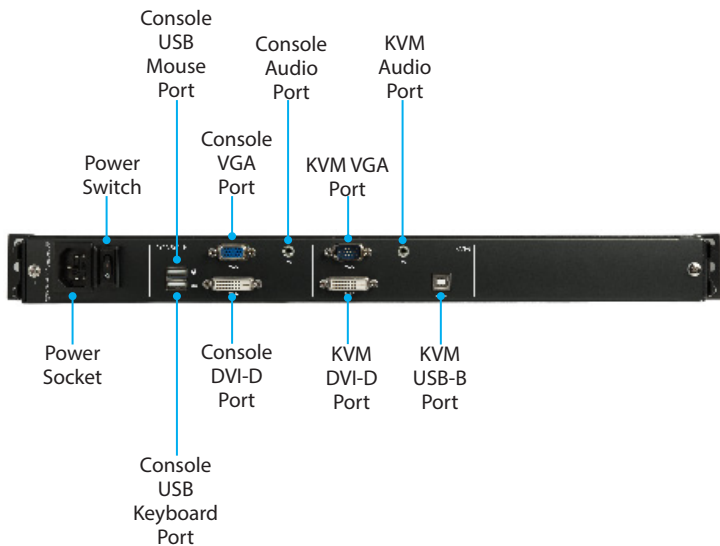 Console
USB
Mouse
Port
Console
Audio
Port
KVM
Audio
Port
Console
VGA
Port
Power
Switch
KVM VGA
Port
Power
Socket
Console
DVI-D
Port
KVM
DVI-D
Port
KVM
USB-B
Port
Console
USB
Keyboard
Port